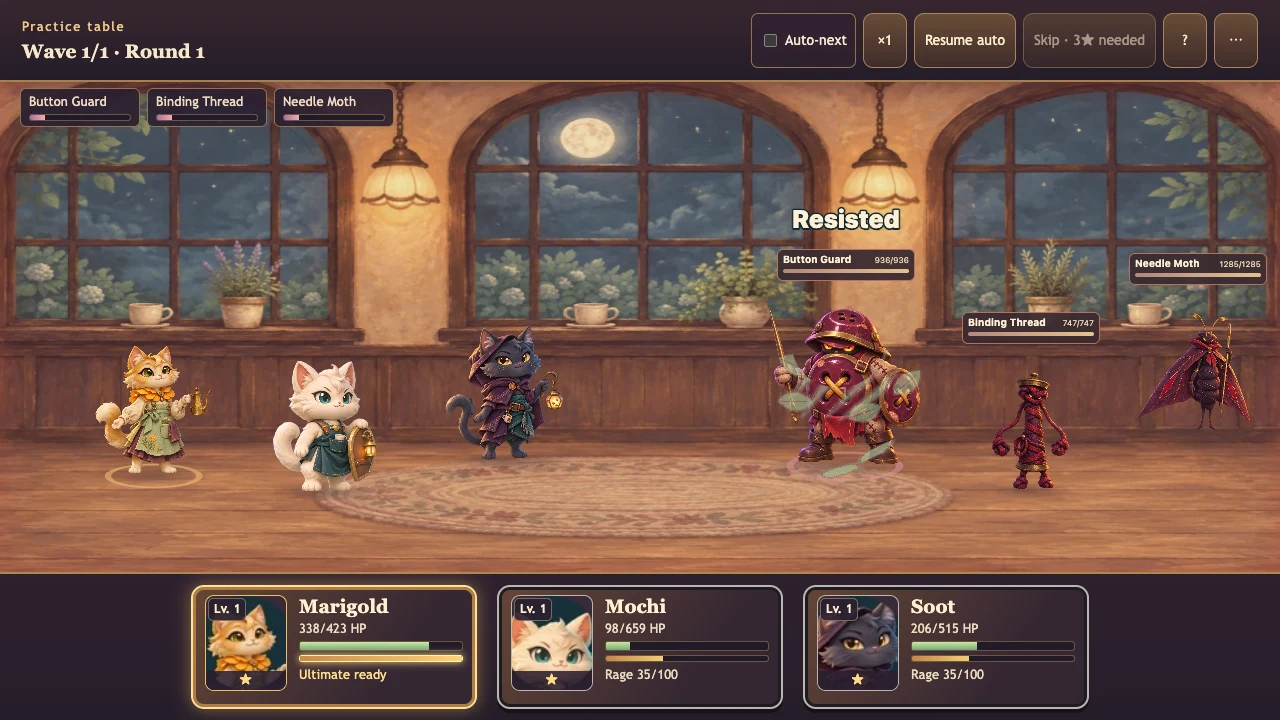 Practice table
Wave 1/1 · Round 1
Auto-next
×1
Resume auto
Skip · 3★ needed
?
···
Button Guard
Binding Thread
Needle Moth
Resisted
Button Guard 936/936
Needle Moth 1285/1285
Binding Thread 747/747
Lv. 1
Marigold
338/423 HP
Ultimate ready
Lv. 1
Mochi
98/659 HP
Rage 35/100
Lv. 1
Soot
206/515 HP
Rage 35/100